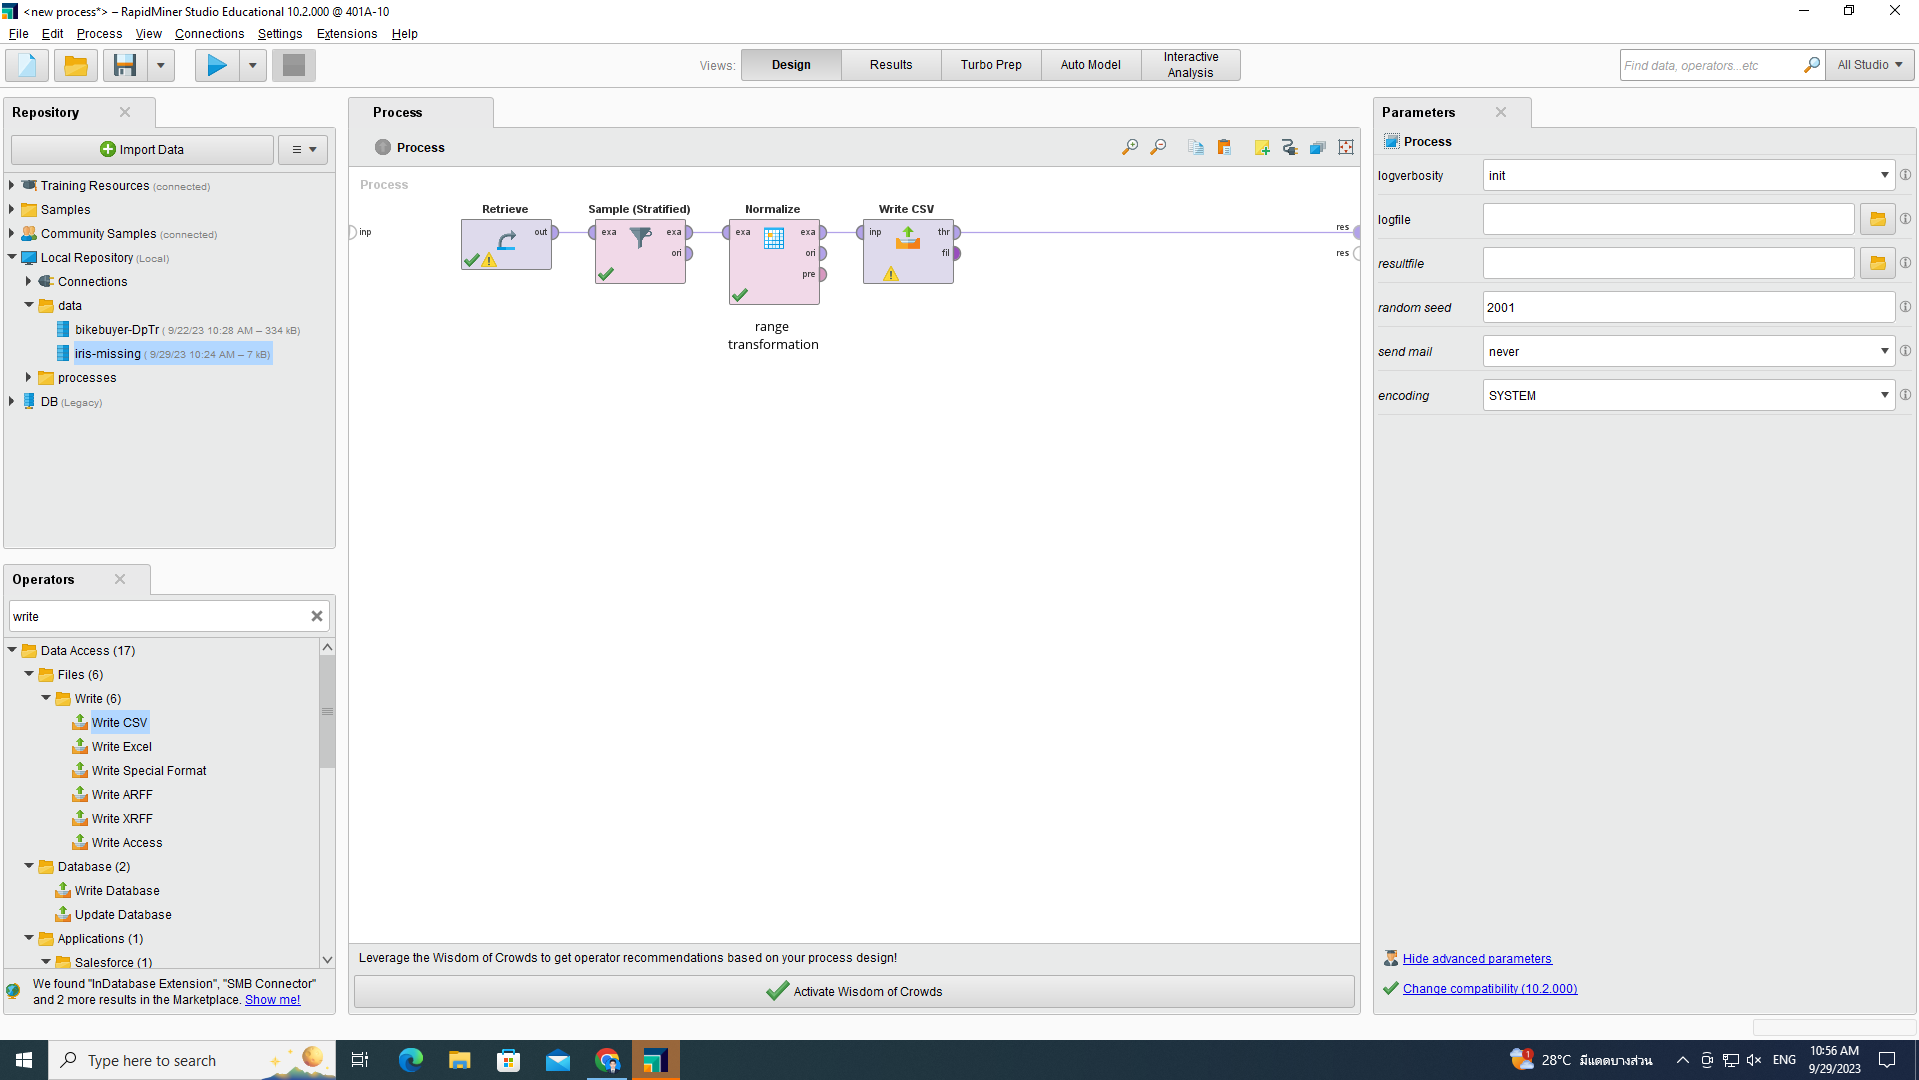 <new process*> – RapidMiner Studio Educational 10.2.000 @ 401A-10
File Edit Process View Connections Settings Extensions Help
Views: Design Results Turbo Prep Auto Model Interactive Analysis
Find data, operators...etc
All Studio
Repository
Import Data
Training Resources (connected)
Samples
Community Samples (connected)
Local Repository (Local)
Connections
data
bikebuyer-DpTr ( 9/22/23 10:28 AM – 334 kB)
iris-missing ( 9/29/23 10:24 AM – 7 kB)
processes
DB (Legacy)
Operators
write
Data Access (17)
Files (6)
Write (6)
Write CSV
Write Excel
Write Special Format
Write ARFF
Write XRFF
Write Access
Database (2)
Write Database
Update Database
Applications (1)
Salesforce (1)
We found "InDatabase Extension", "SMB Connector"
and 2 more results in the Marketplace. Show me!
Process
Process
Process
inp
Retrieve
out
Sample (Stratified)
exa exa
ori
Normalize
exa exa
ori
pre
range
transformation
Write CSV
inp thr
fil
res
res
Leverage the Wisdom of Crowds to get operator recommendations based on your process design!
Activate Wisdom of Crowds
Parameters
Process
logverbosity init
logfile
resultfile
random seed 2001
send mail never
encoding SYSTEM
Hide advanced parameters
Change compatibility (10.2.000)
Type here to search
1
28°C มีแดดบางส่วน
ENG
10:56 AM
9/29/2023